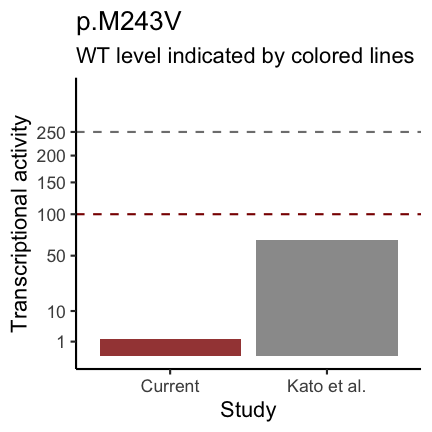 p.M243V
WT level indicated by colored lines
Transcriptional activity
250
200
150
100
50
10
1
Current
Kato et al.
Study